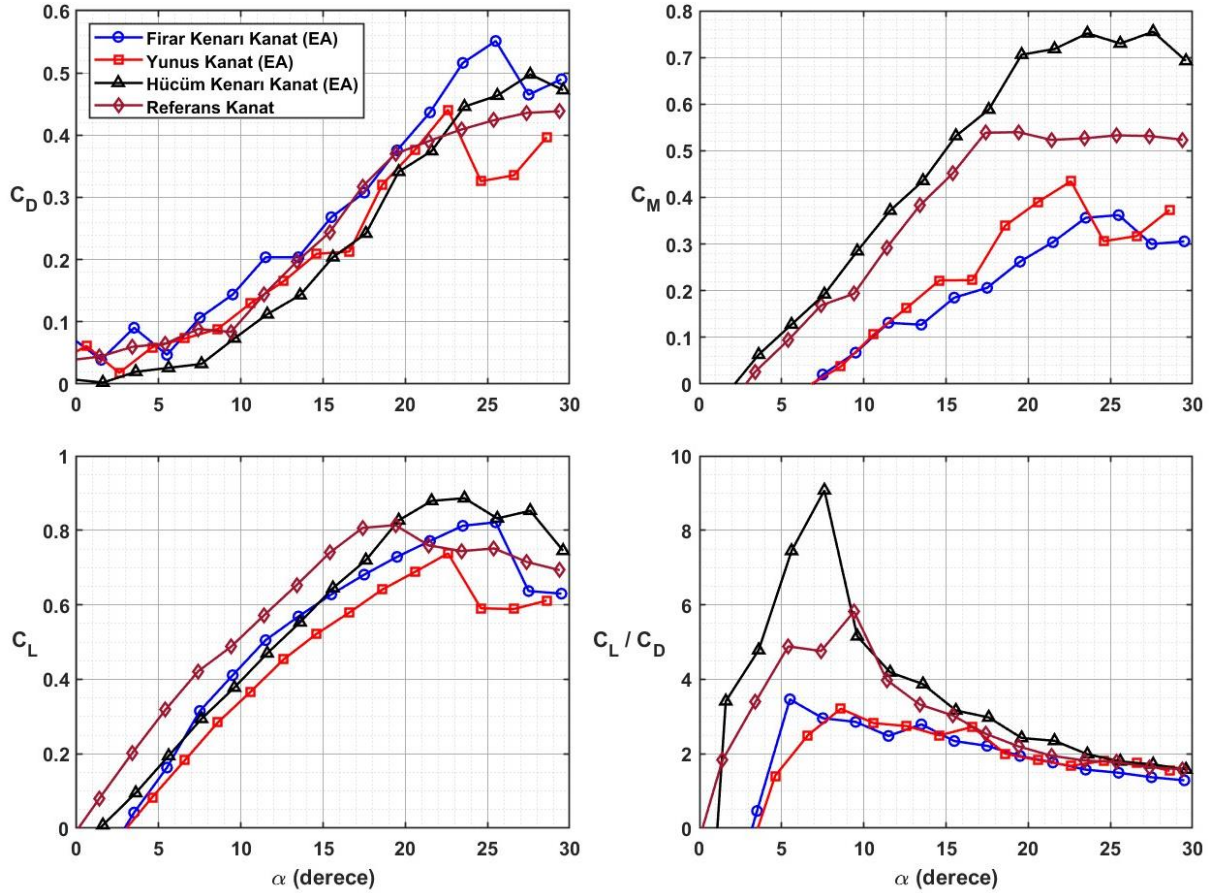 0.6
0.5
0.4
0.3
0.2
0.1
0
C_D
Firar Kenarı Kanat (EA)
Yunus Kanat (EA)
Hücüm Kenarı Kanat (EA)
Referans Kanat
0 5 10 15 20 25 30
0.8
0.7
0.6
0.5
0.4
0.3
0.2
0.1
0
C_M
0 5 10 15 20 25 30
1
0.8
0.6
0.4
0.2
0
C_L
0 5 10 15 20 25 30
α (derece)
10
8
6
4
2
0
C_L / C_D
0 5 10 15 20 25 30
α (derece)